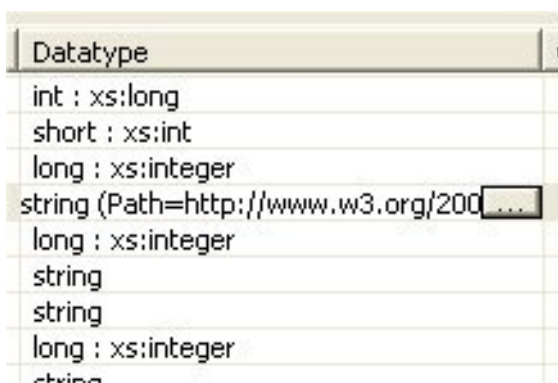 Datatype
int : xs:long
short : xs:int
long : xs:integer
string (Path=http://www.w3.org/200 ...
long : xs:integer
string
string
long : xs:integer
string